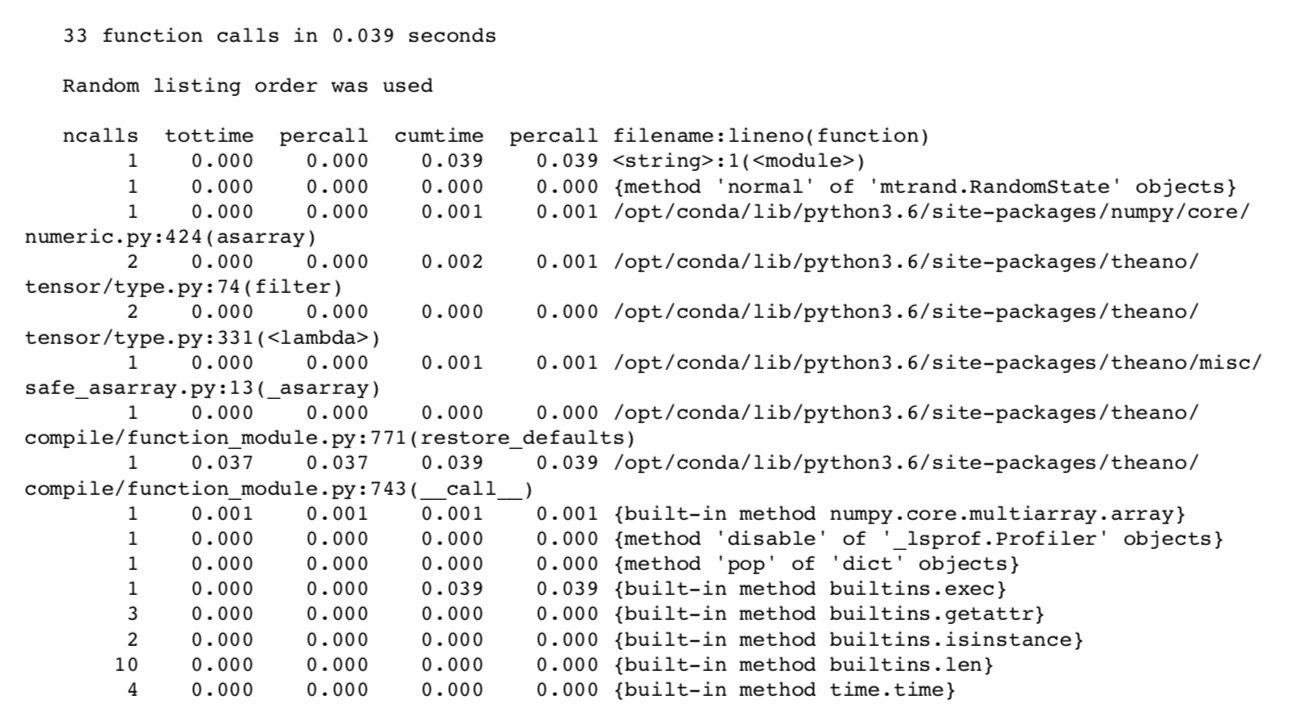 33 function calls in 0.039 seconds
Random listing order was used
ncalls  tottime  percall  cumtime  percall filename:lineno(function)
1    0.000    0.000    0.039    0.039 <string>:1(<module>)
1    0.000    0.000    0.000    0.000 {method 'normal' of 'mtrand.RandomState' objects}
1    0.000    0.000    0.001    0.001 /opt/conda/lib/python3.6/site-packages/numpy/core/
numeric.py:424(asarray)
2    0.000    0.000    0.002    0.001 /opt/conda/lib/python3.6/site-packages/theano/
tensor/type.py:74(filter)
2    0.000    0.000    0.000    0.000 /opt/conda/lib/python3.6/site-packages/theano/
tensor/type.py:331(<lambda>)
1    0.000    0.000    0.001    0.001 /opt/conda/lib/python3.6/site-packages/theano/misc/
safe_asarray.py:13(_asarray)
1    0.000    0.000    0.000    0.000 /opt/conda/lib/python3.6/site-packages/theano/
compile/function_module.py:771(restore_defaults)
1    0.037    0.037    0.039    0.039 /opt/conda/lib/python3.6/site-packages/theano/
compile/function_module.py:743(__call__)
1    0.001    0.001    0.001    0.001 {built-in method numpy.core.multiarray.array}
1    0.000    0.000    0.000    0.000 {method 'disable' of '_lsprof.Profiler' objects}
1    0.000    0.000    0.000    0.000 {method 'pop' of 'dict' objects}
1    0.000    0.000    0.039    0.039 {built-in method builtins.exec}
3    0.000    0.000    0.000    0.000 {built-in method builtins.getattr}
2    0.000    0.000    0.000    0.000 {built-in method builtins.isinstance}
10    0.000    0.000    0.000    0.000 {built-in method builtins.len}
4    0.000    0.000    0.000    0.000 {built-in method time.time}